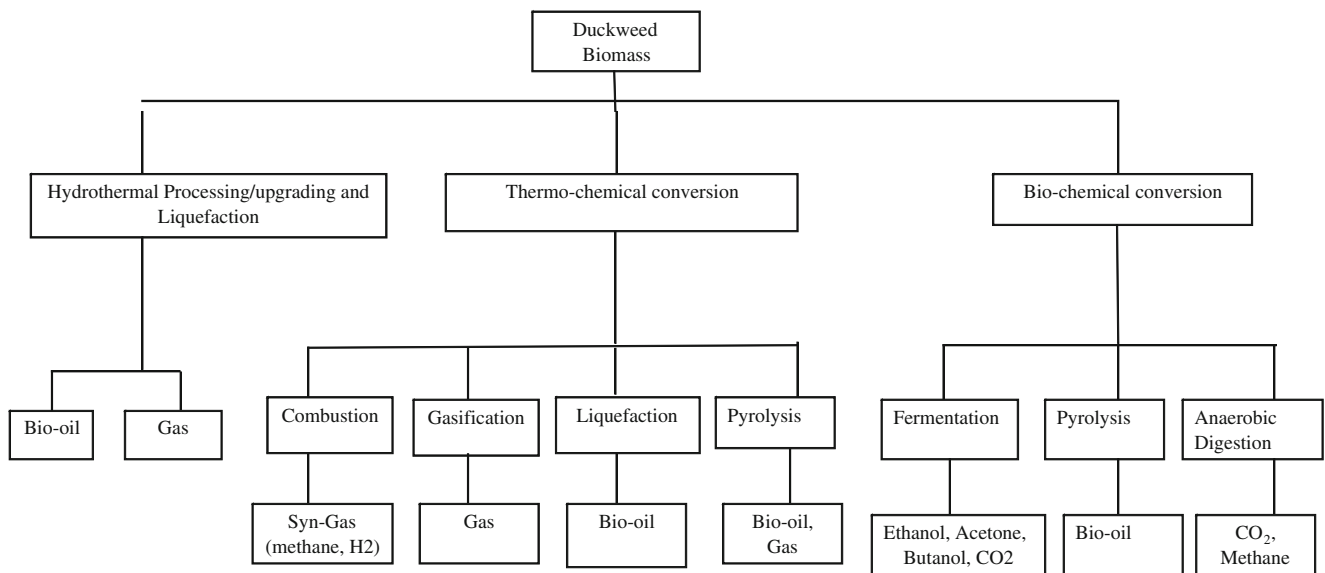 Duckweed
Biomass
Hydrothermal Processing/upgrading and
Liquefaction
Thermo-chemical conversion
Bio-chemical conversion
Bio-oil
Gas
Combustion
Gasification
Liquefaction
Pyrolysis
Fermentation
Pyrolysis
Anaerobic
Digestion
Syn-Gas
(methane, H2)
Gas
Bio-oil
Bio-oil,
Gas
Ethanol, Acetone,
Butanol, CO2
Bio-oil
CO₂,
Methane